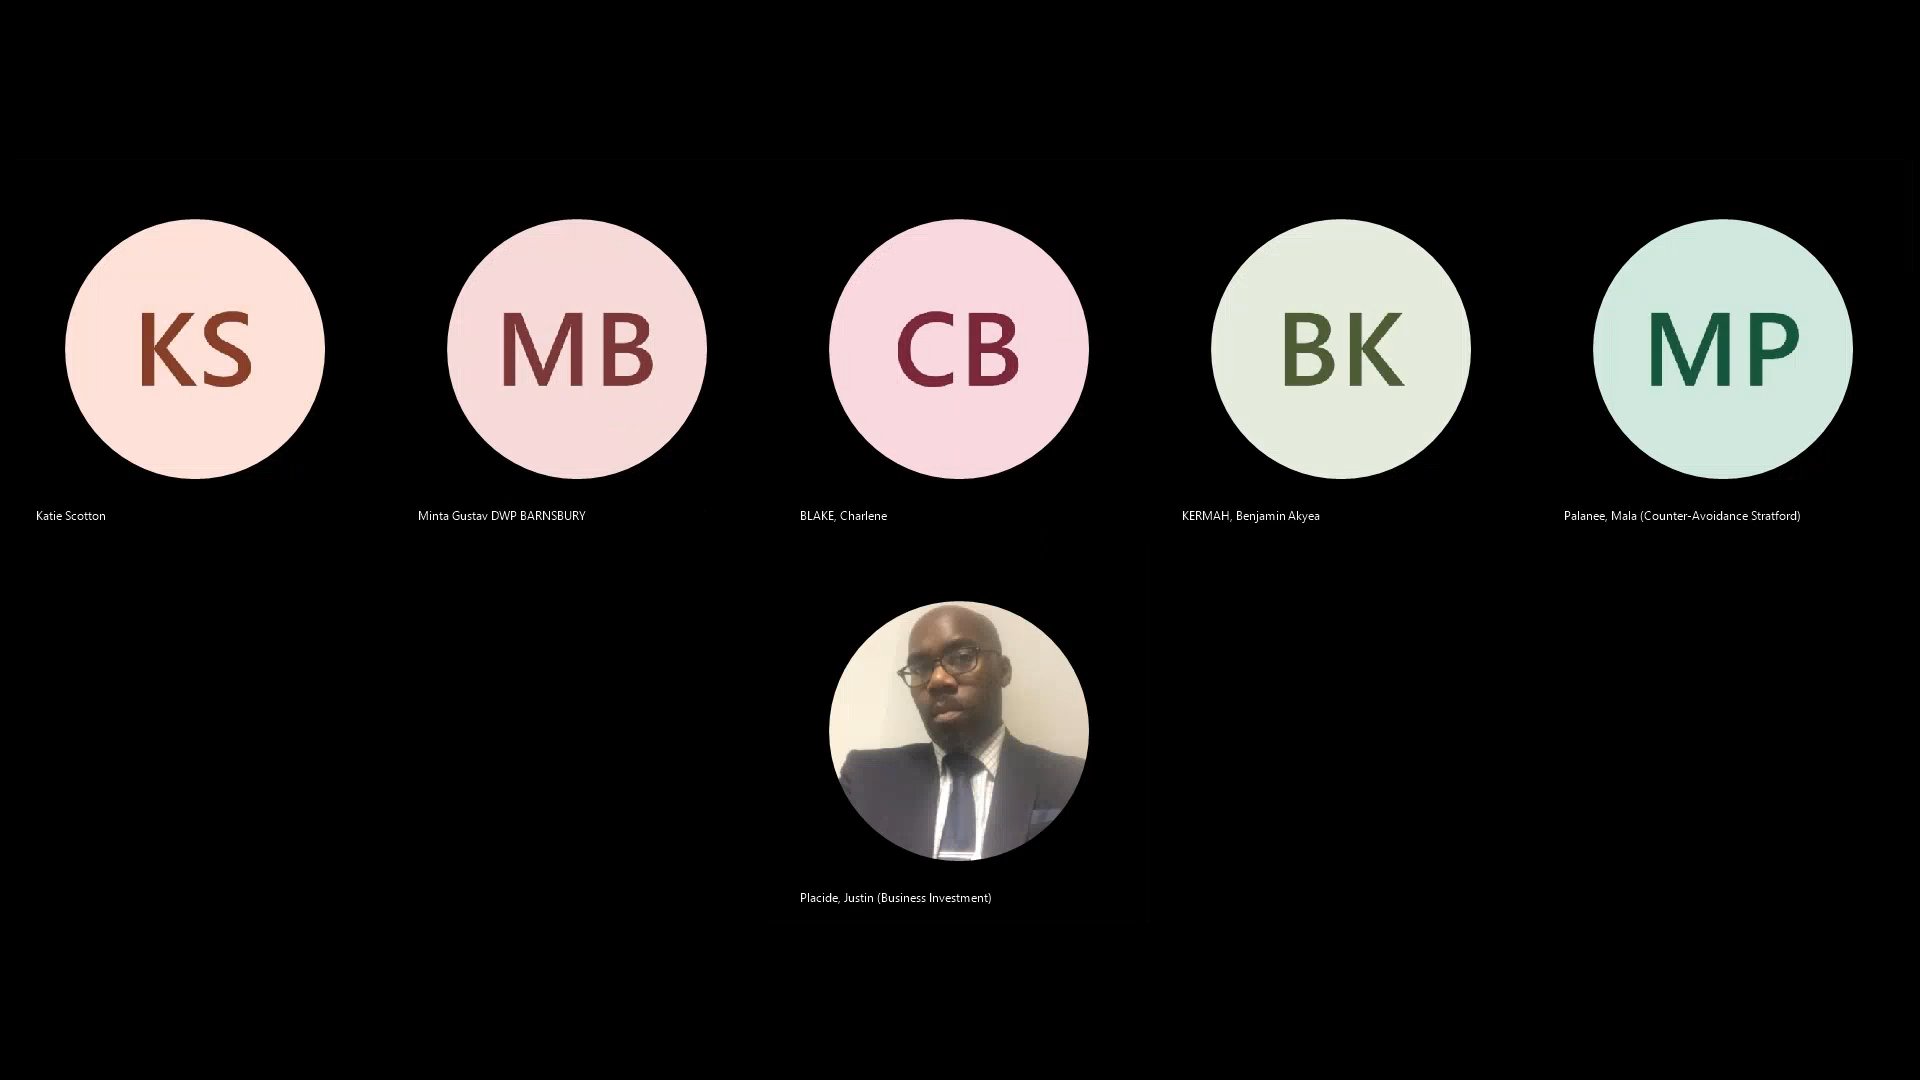 KS
MB
CB
BK
MP
Katie Scotton
Minta Gustav DWP BARNSBURY
BLAKE, Charlene
KERMAH, Benjamin Akyea
Palanee, Mala (Counter-Avoidance Stratford)
Placide, Justin (Business Investment)